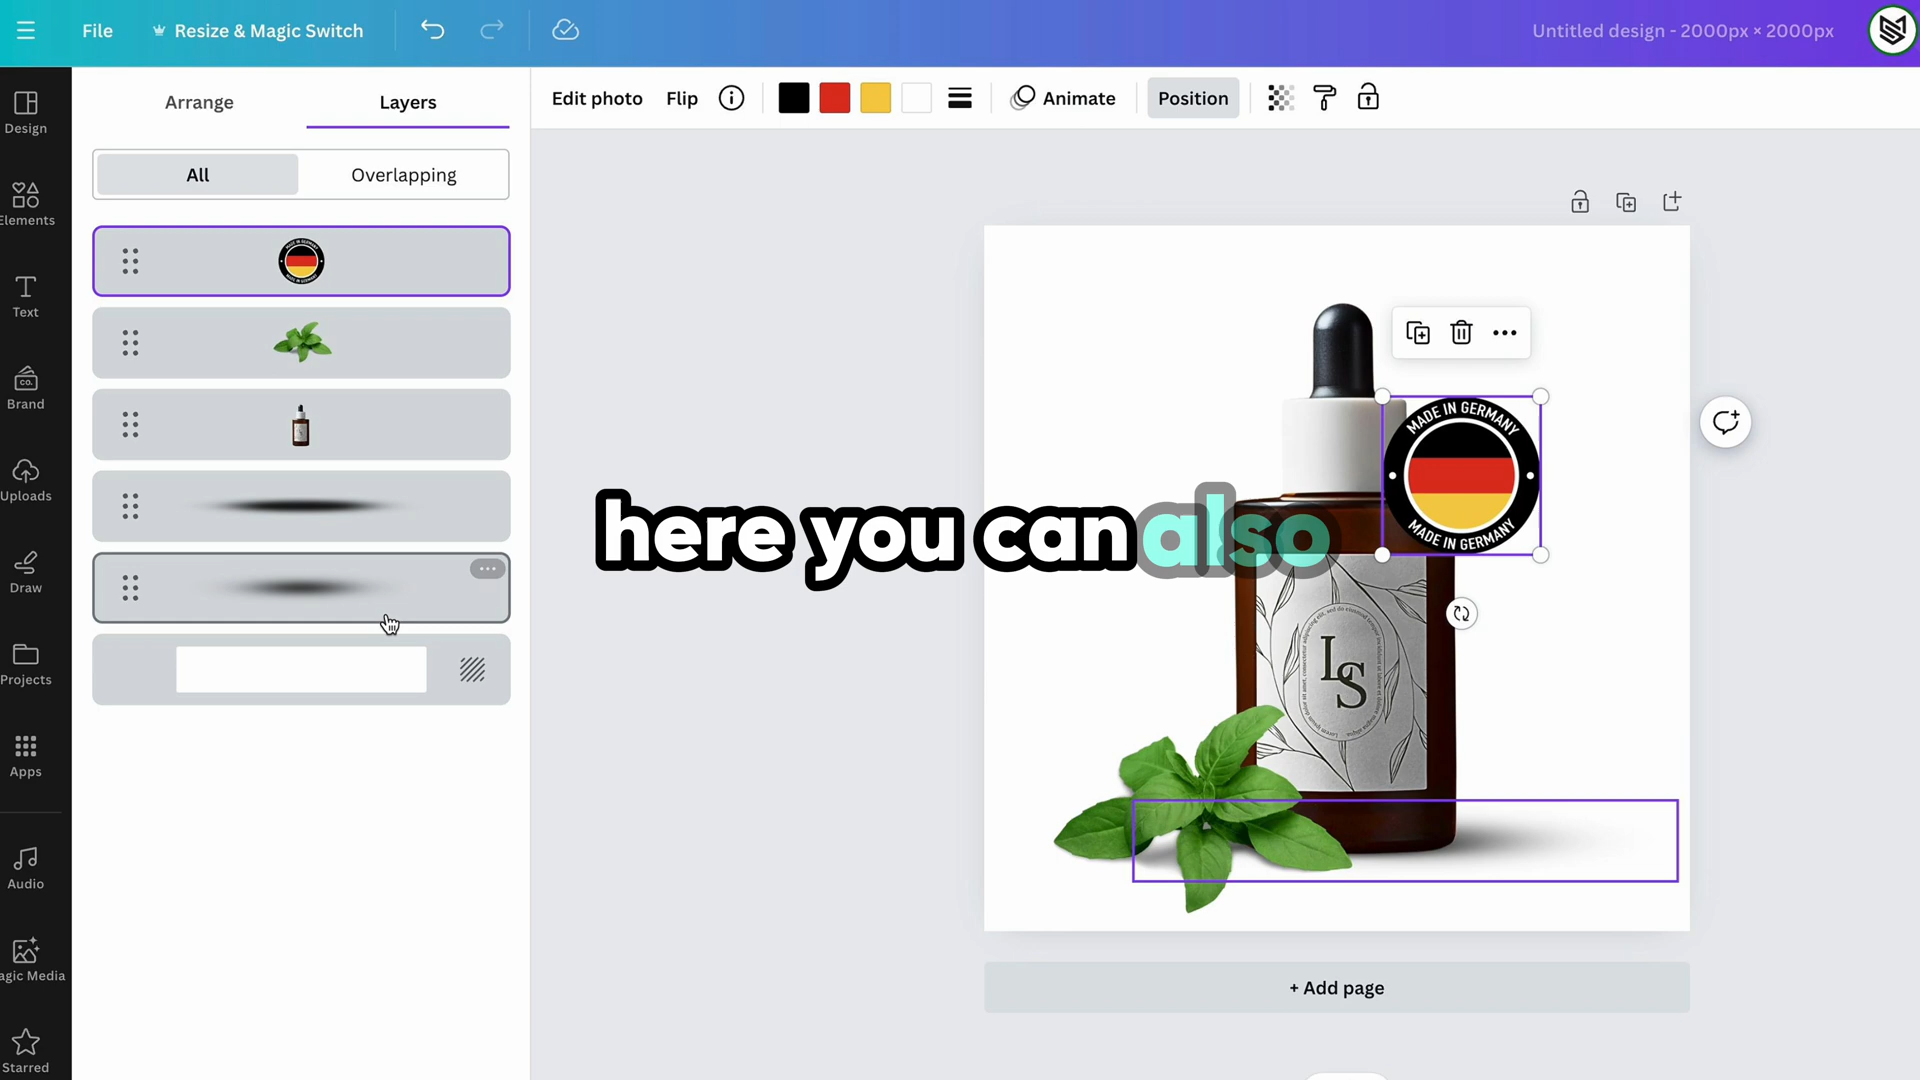 File
Resize & Magic Switch
Untitled design - 2000px × 2000px
Design
Elements
Text
Brand
CO.
Uploads
Draw
Projects
Apps
Audio
agic Media
Starred
Arrange
Layers
All
Overlapping
Edit photo
Flip
Animate
Position
MADE IN GERMANY
MADE IN GERMANY
here you can also
LS
+ Add page